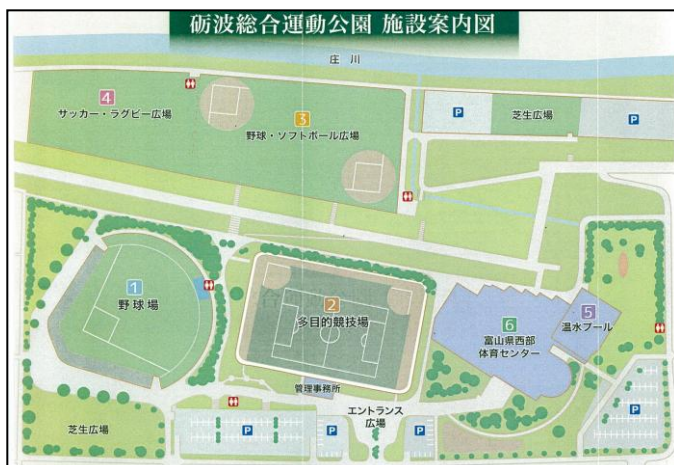 砺波総合運動公園 施設案内図
庄川
4
サッカー・ラグビー広場
3
野球・ソフトボール広場
P
芝生広場
P
1
野球場
2
多目的競技場
6
富山県西部
体育センター
5
温水プール
管理事務所
エントランス
広場
芝生広場
P
P
P
P